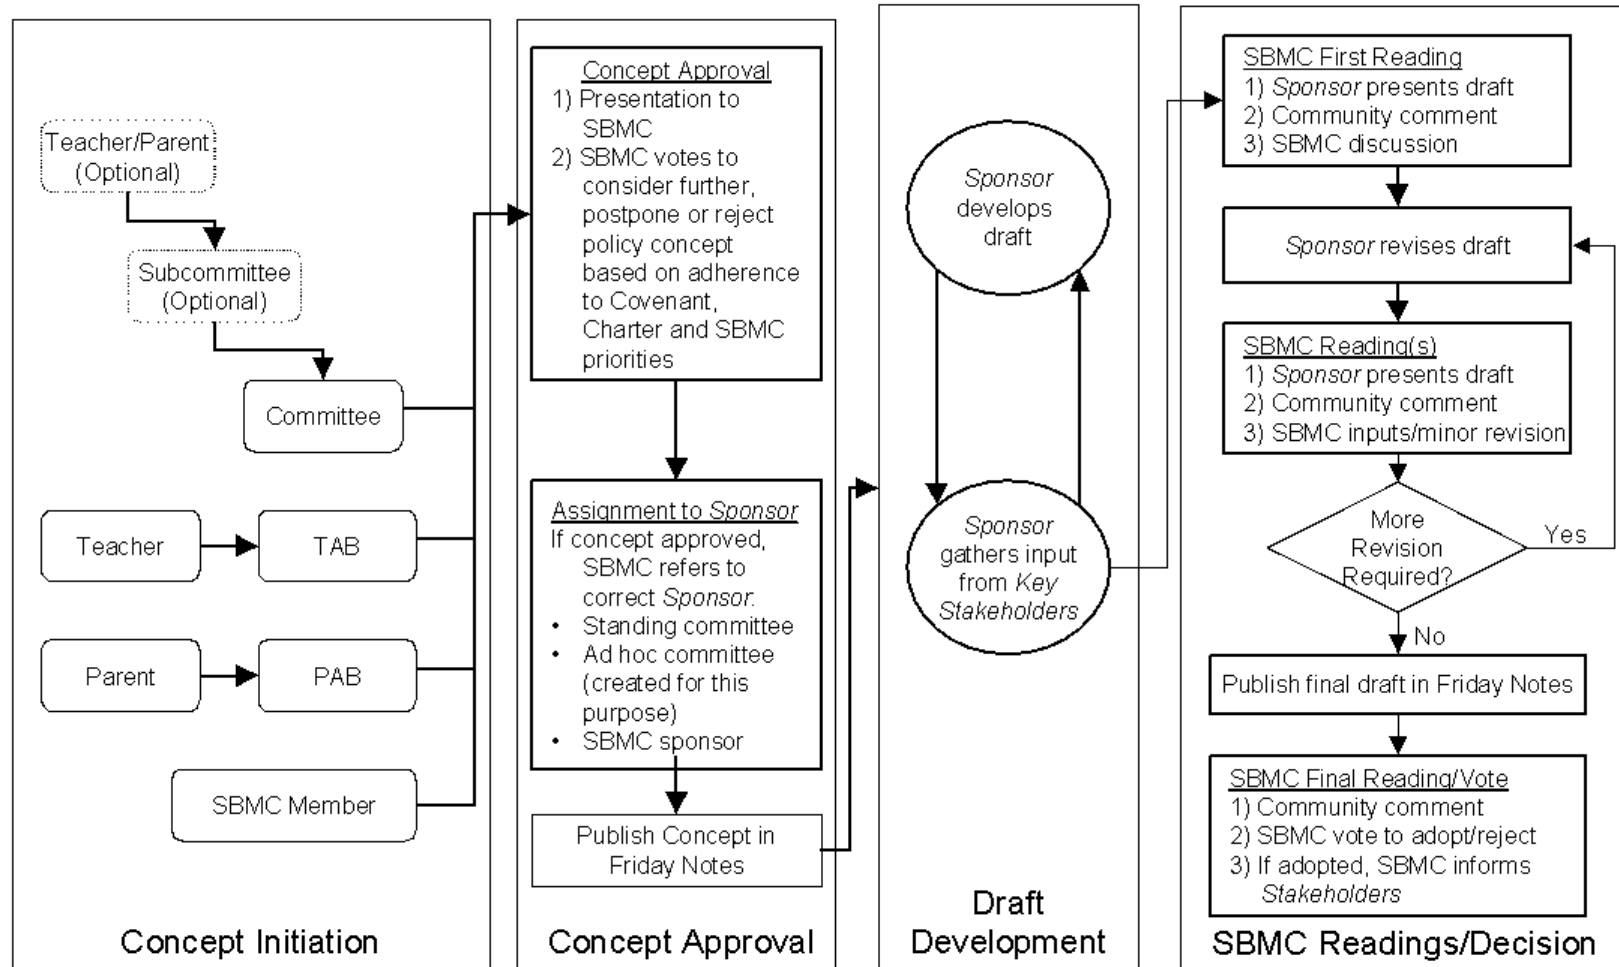 Teacher/Parent
(Optional)
Subcommittee
(Optional)
Committee
Teacher
TAB
Parent
PAB
SBMC Member
Concept Initiation
Concept Approval
1) Presentation to
SBMC
2) SBMC votes to
consider further,
postpone or reject
policy concept
based on adherence
to Covenant,
Charter and SBMC
priorities
Assignment to Sponsor
If concept approved,
SBMC refers to
correct Sponsor.
• Standing committee
• Ad hoc committee
(created for this
purpose)
• SBMC sponsor
Publish Concept in
Friday Notes
Concept Approval
Sponsor
develops
draft
Sponsor
gathers input
from Key
Stakeholders
Draft
Development
SBMC First Reading
1) Sponsor presents draft
2) Community comment
3) SBMC discussion
Sponsor revises draft
SBMC Reading(s)
1) Sponsor presents draft
2) Community comment
3) SBMC inputs/minor revision
More
Revision
Required?
Yes
No
Publish final draft in Friday Notes
SBMC Final Reading/Vote
1) Community comment
2) SBMC vote to adopt/reject
3) If adopted, SBMC informs
Stakeholders
SBMC Readings/Decision